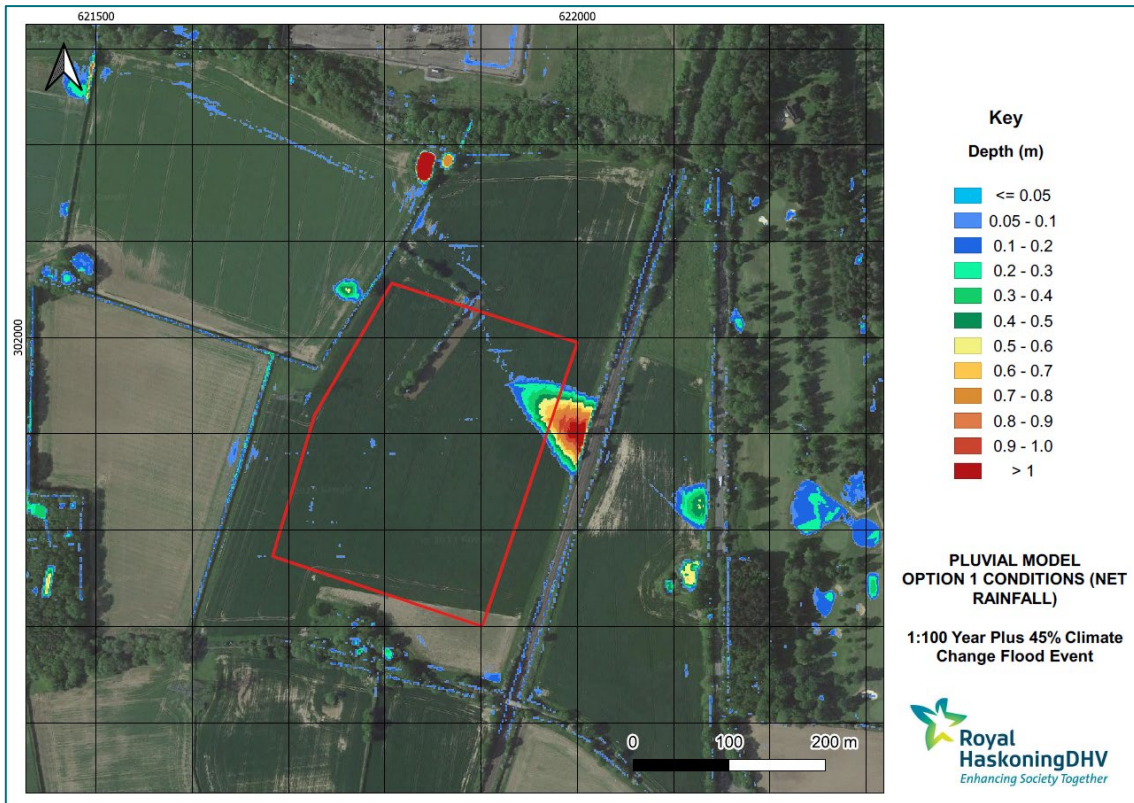 621500
622000
302000
Key
Depth (m)
<= 0.05
0.05 - 0.1
0.1 - 0.2
0.2 - 0.3
0.3 - 0.4
0.4 - 0.5
0.5 - 0.6
0.6 - 0.7
0.7 - 0.8
0.8 - 0.9
0.9 - 1.0
> 1
PLUVIAL MODEL
OPTION 1 CONDITIONS (NET
RAINFALL)
1:100 Year Plus 45% Climate
Change Flood Event
0 100 200 m
Royal
HaskoningDHV
Enhancing Society Together